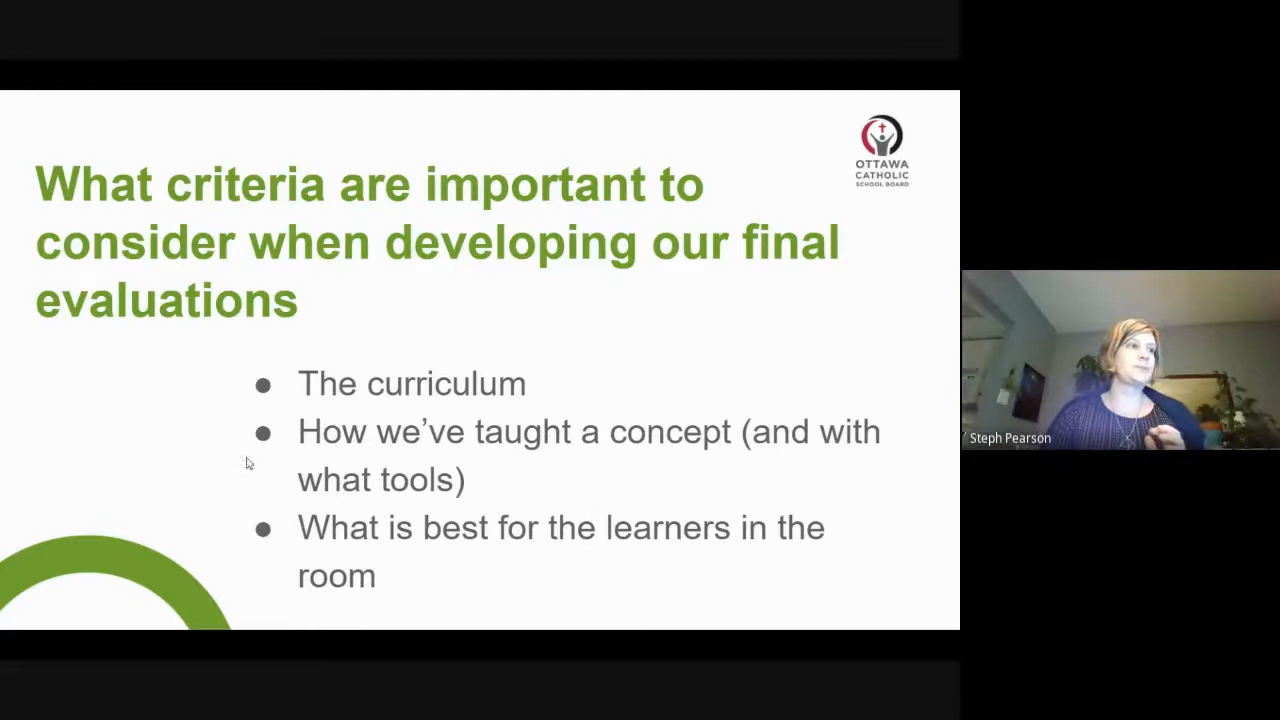 OTTAWA
CATHOLIC
SCHOOL BOARD
What criteria are important to
consider when developing our final
evaluations
● The curriculum
● How we’ve taught a concept (and with
what tools)
● What is best for the learners in the
room
Steph Pearson